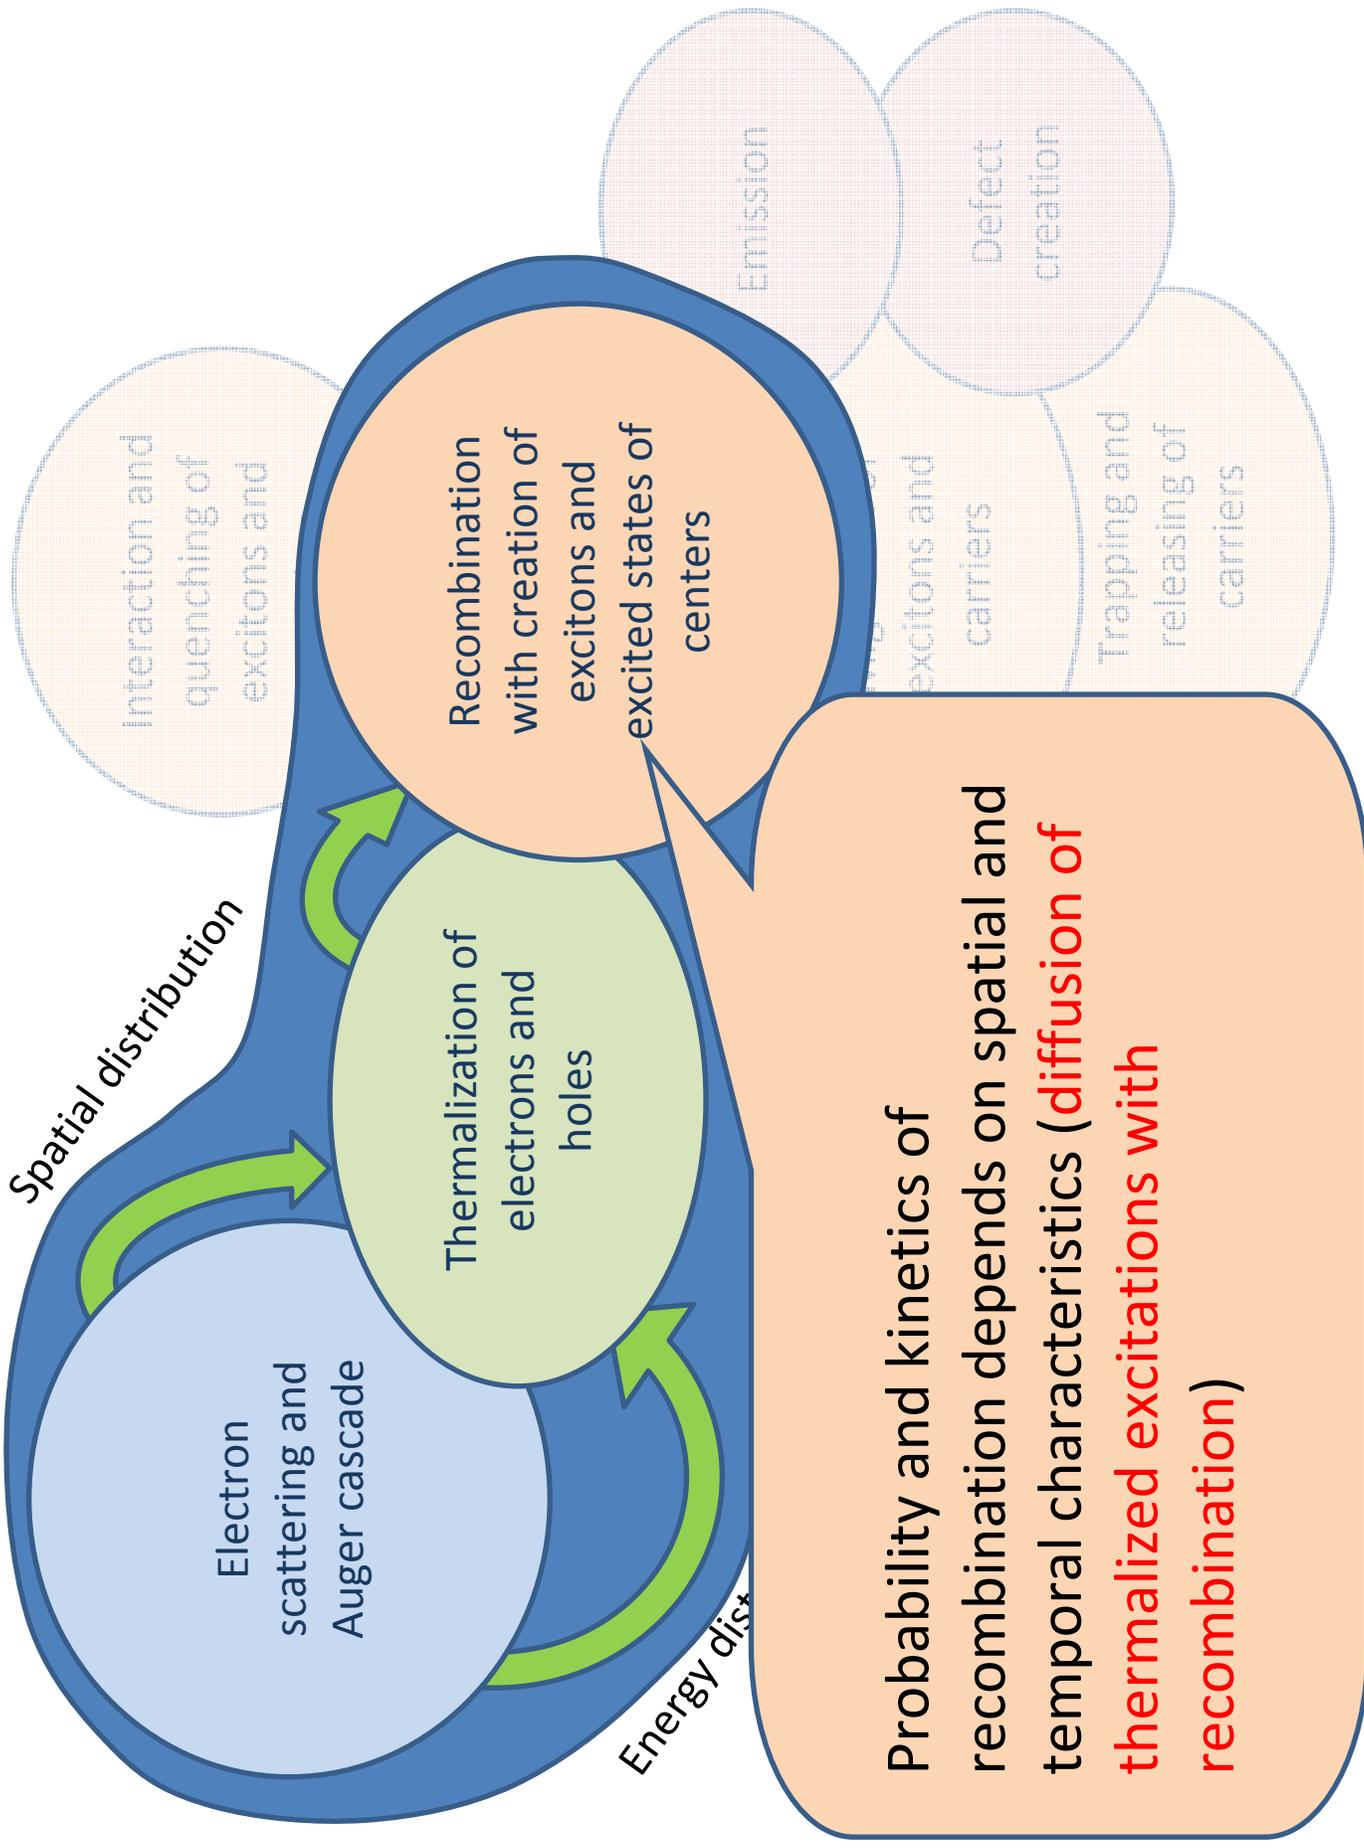 Spatial distribution
Electron
scattering and
Auger cascade
Thermalization of
electrons and
holes
Recombination
with creation of
excitons and
excited states of
centers
Interaction and
quenching of
excitons and
Emission
Defect
creation
excitons and
carriers
Trapping and
releasing of
carriers
Energy dist
Probability and kinetics of
recombination depends on spatial and
temporal characteristics (diffusion of
thermalized excitations with
recombination)